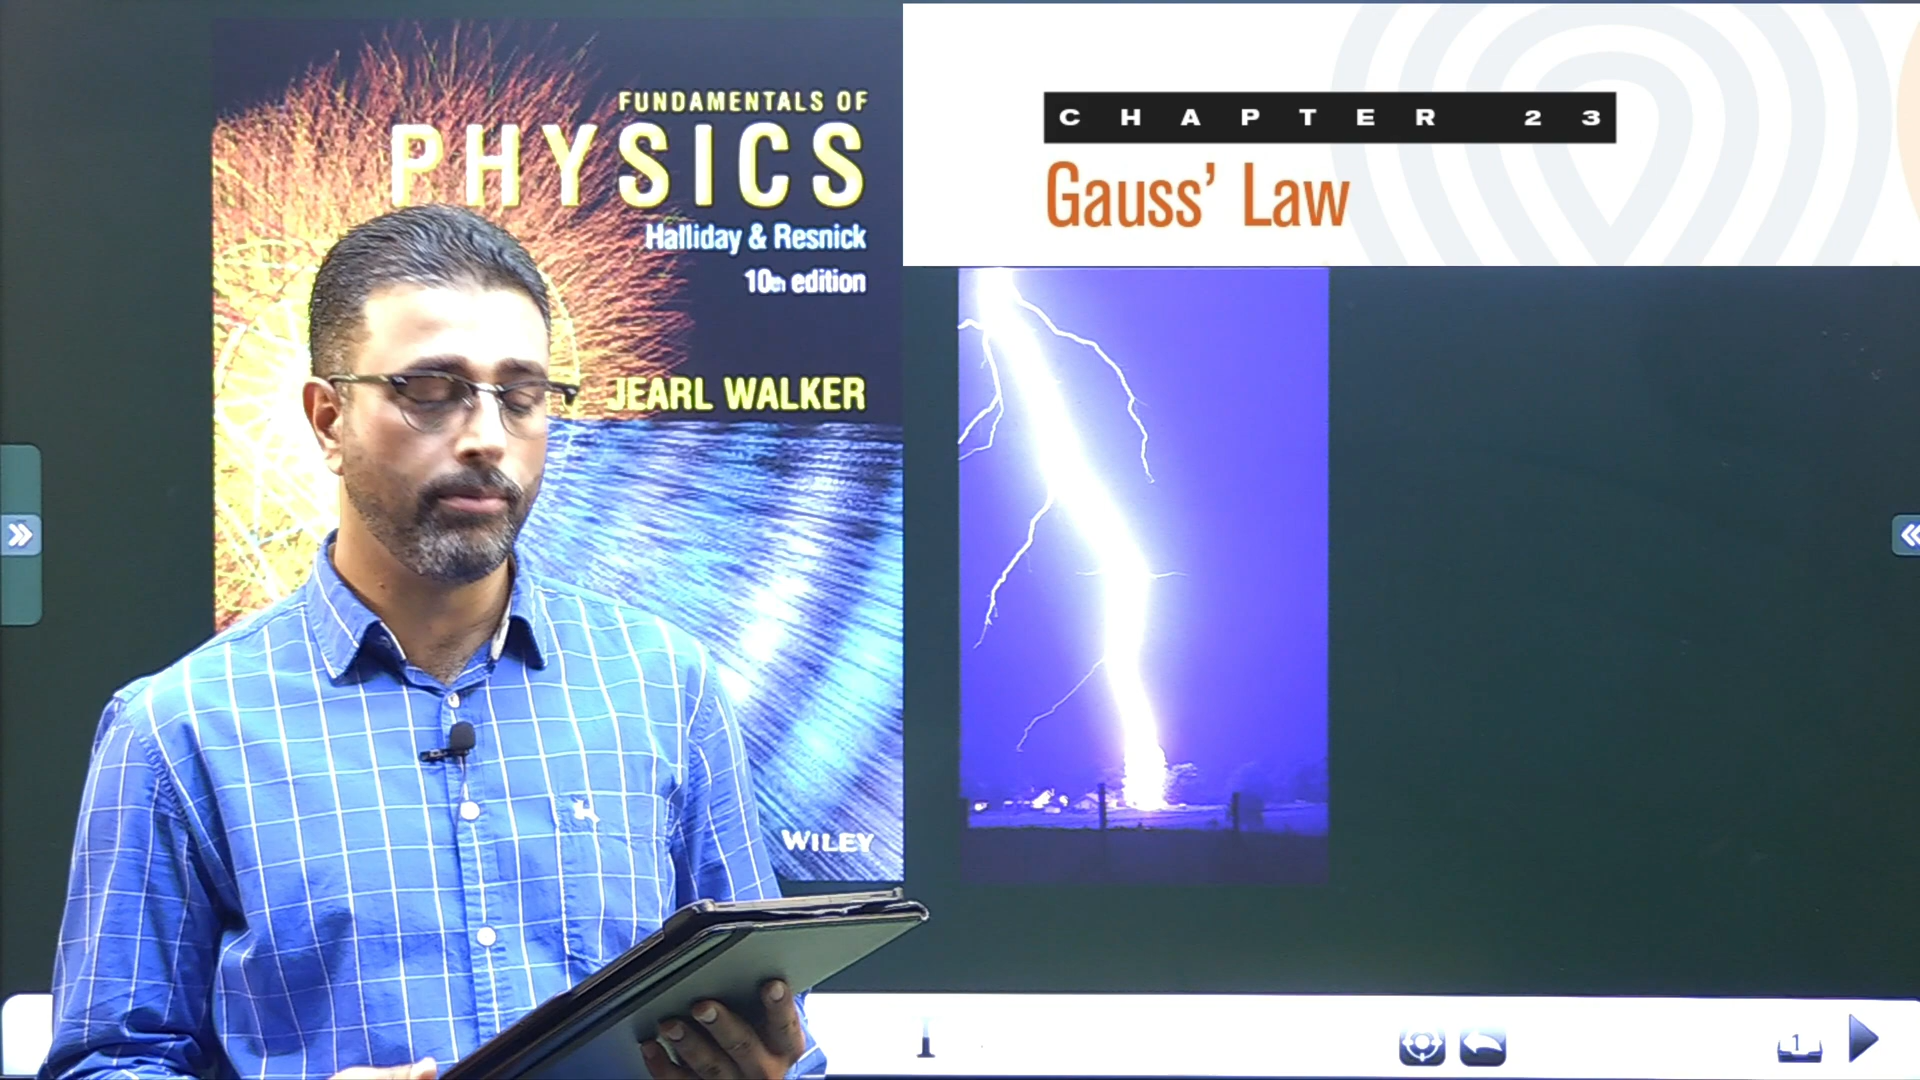 FUNDAMENTALS OF
PHYSICS
Halliday & Resnick
10th edition
JEARL WALKER
WILEY
CHAPTER 23
Gauss’ Law
1